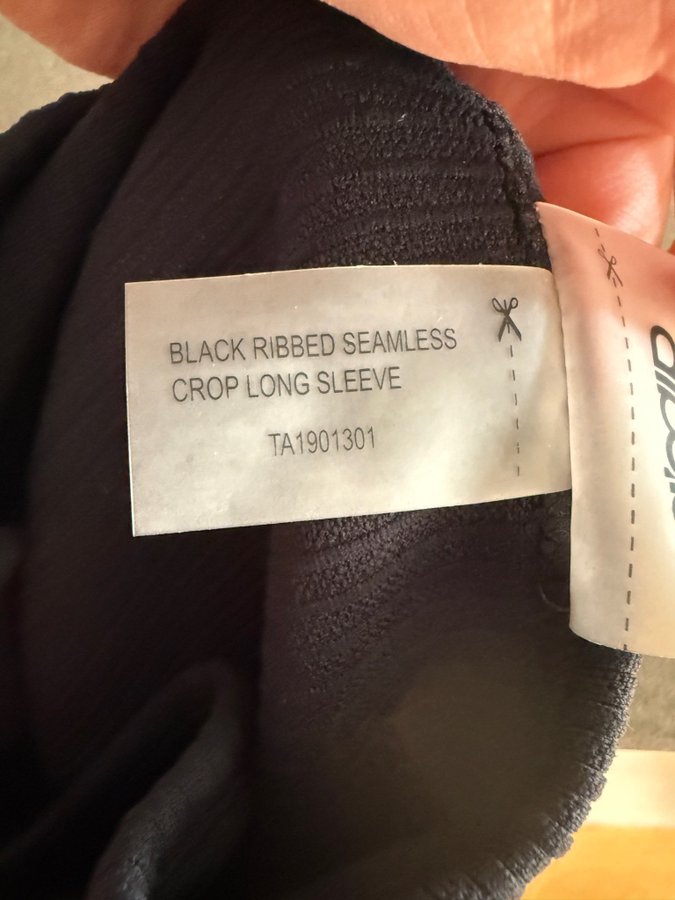 BLACK RIBBED SEAMLESS
CROP LONG SLEEVE
TA1901301